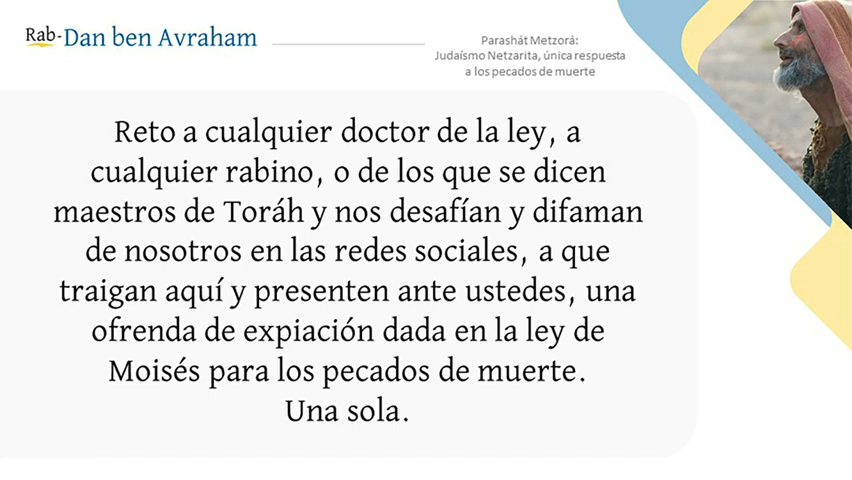 Rab-Dan ben Avraham
Parashát Metzorá:
Judaísmo Netzarita, única respuesta
a los pecados de muerte
Reto a cualquier doctor de la ley, a
cualquier rabino, o de los que se dicen
maestros de Toráh y nos desafían y difaman
de nosotros en las redes sociales, a que
traigan aquí y presenten ante ustedes, una
ofrenda de expiación dada en la ley de
Moisés para los pecados de muerte.
Una sola.